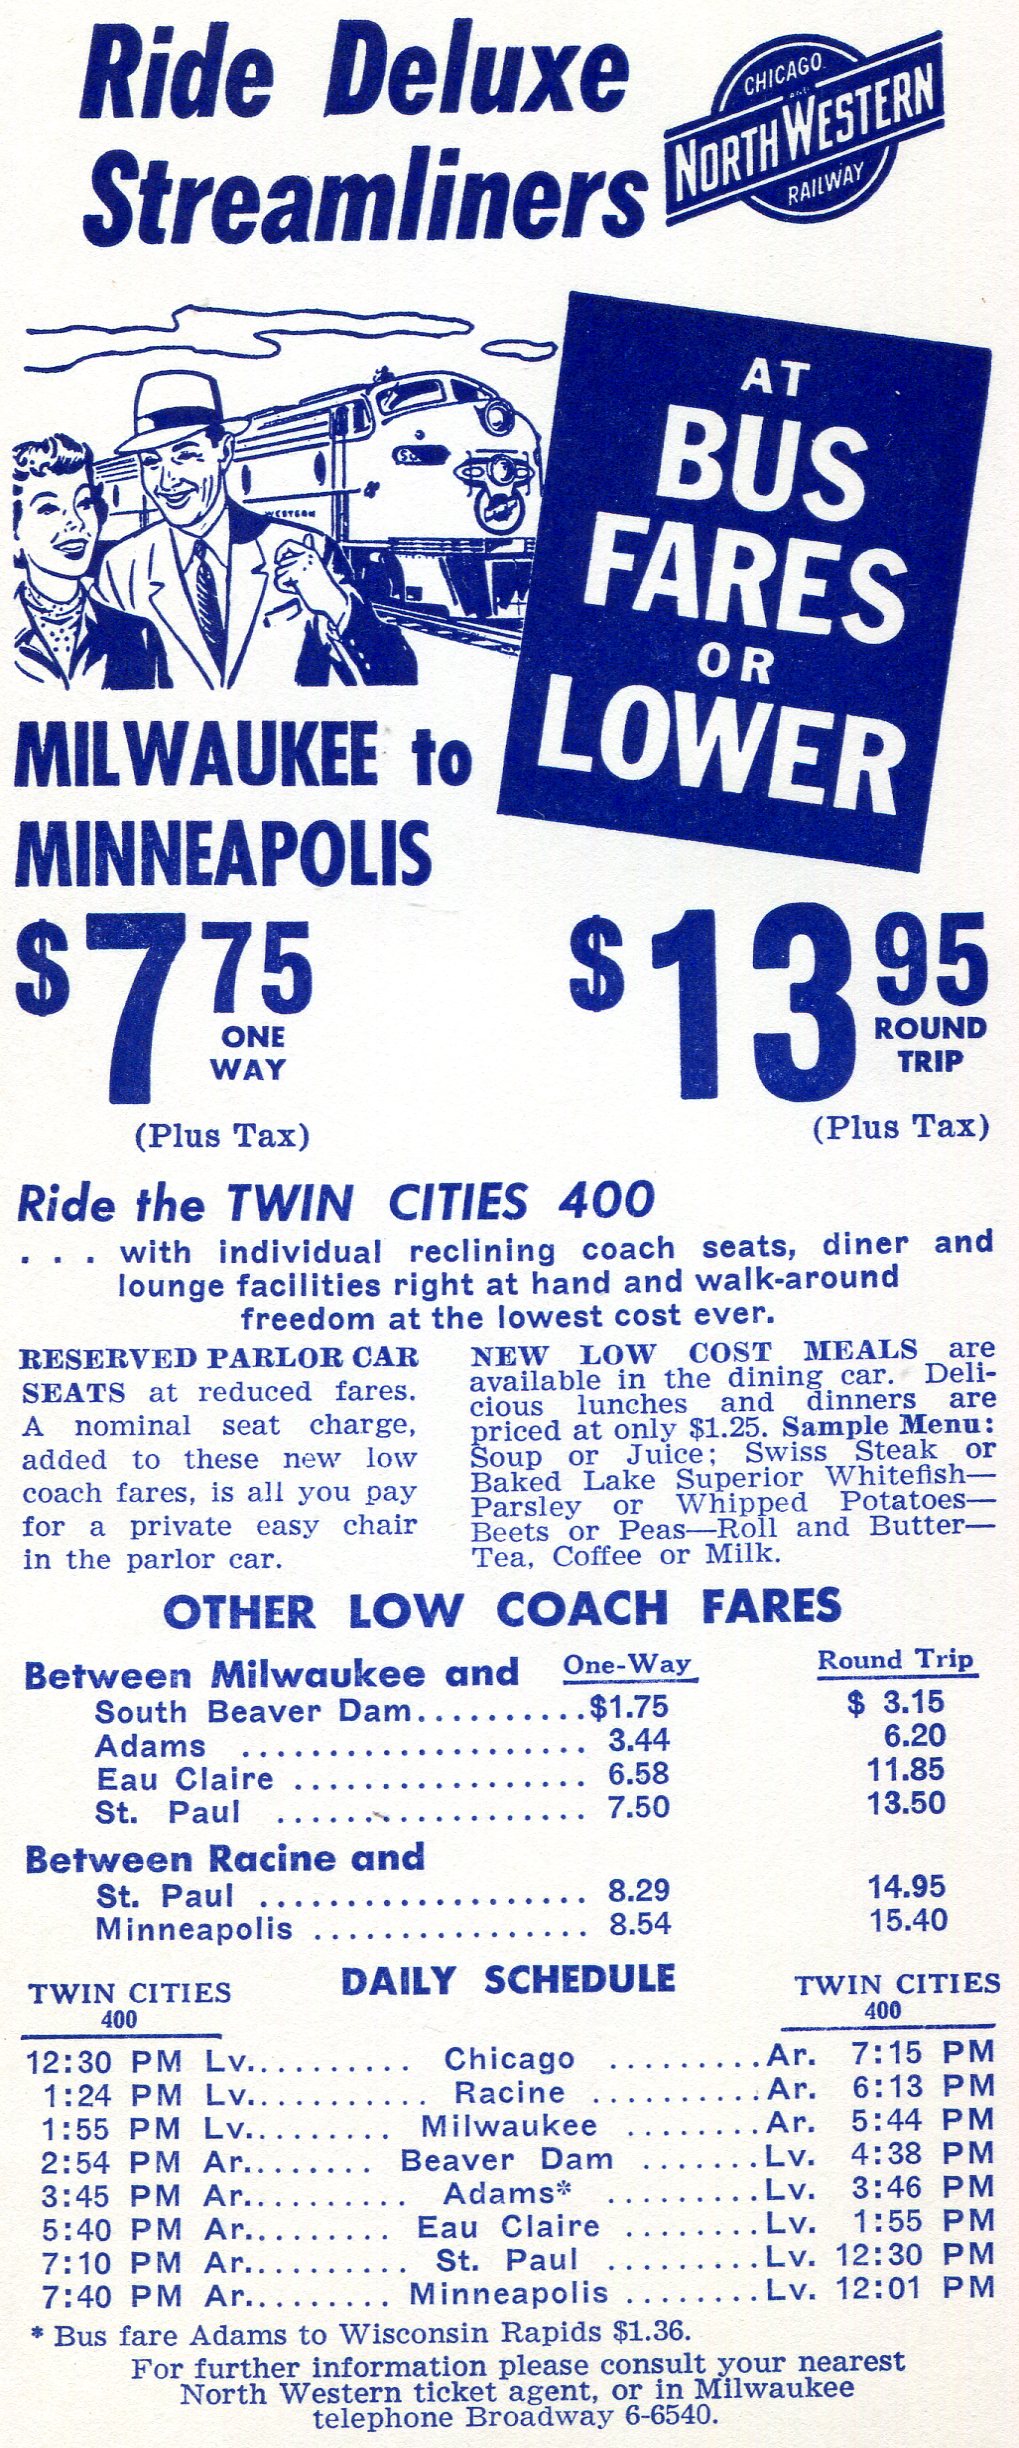 Ride Deluxe
Streamliners
CHICAGO
AND
NORTH WESTERN
RAILWAY
WESTERN
AT
BUS
FARES
OR
LOWER
MILWAUKEE to
MINNEAPOLIS
$7.75 ONE WAY
$13.95 ROUND TRIP
(Plus Tax)
(Plus Tax)
Ride the TWIN CITIES 400
. . . with individual reclining coach seats, diner and
lounge facilities right at hand and walk-around
freedom at the lowest cost ever.
RESERVED PARLOR CAR
SEATS at reduced fares.
A nominal seat charge,
added to these new low
coach fares, is all you pay
for a private easy chair
in the parlor car.
NEW LOW COST MEALS are
available in the dining car. Deli-
cious lunches and dinners are
priced at only $1.25. Sample Menu:
Soup or Juice; Swiss Steak or
Baked Lake Superior Whitefish—
Parsley or Whipped Potatoes—
Beets or Peas—Roll and Butter—
Tea, Coffee or Milk.
OTHER LOW COACH FARES
Between Milwaukee and One-Way Round Trip
South Beaver Dam.......... $1.75 $ 3.15
Adams ..................... 3.44 6.20
Eau Claire .................. 6.58 11.85
St. Paul ................... 7.50 13.50
Between Racine and
St. Paul .................... 8.29 14.95
Minneapolis ................. 8.54 15.40
DAILY SCHEDULE
TWIN CITIES
400
TWIN CITIES
400
12:30 PM Lv.......... Chicago .........Ar. 7:15 PM
1:24 PM Lv........... Racine ..........Ar. 6:13 PM
1:55 PM Lv......... Milwaukee ........Ar. 5:44 PM
2:54 PM Ar........ Beaver Dam .......Lv. 4:38 PM
3:45 PM Ar.......... Adams* .........Lv. 3:46 PM
5:40 PM Ar......... Eau Claire ........Lv. 1:55 PM
7:10 PM Ar.......... St. Paul .........Lv. 12:30 PM
7:40 PM Ar......... Minneapolis ........Lv. 12:01 PM
* Bus fare Adams to Wisconsin Rapids $1.36.
For further information please consult your nearest
North Western ticket agent, or in Milwaukee
telephone Broadway 6-6540.